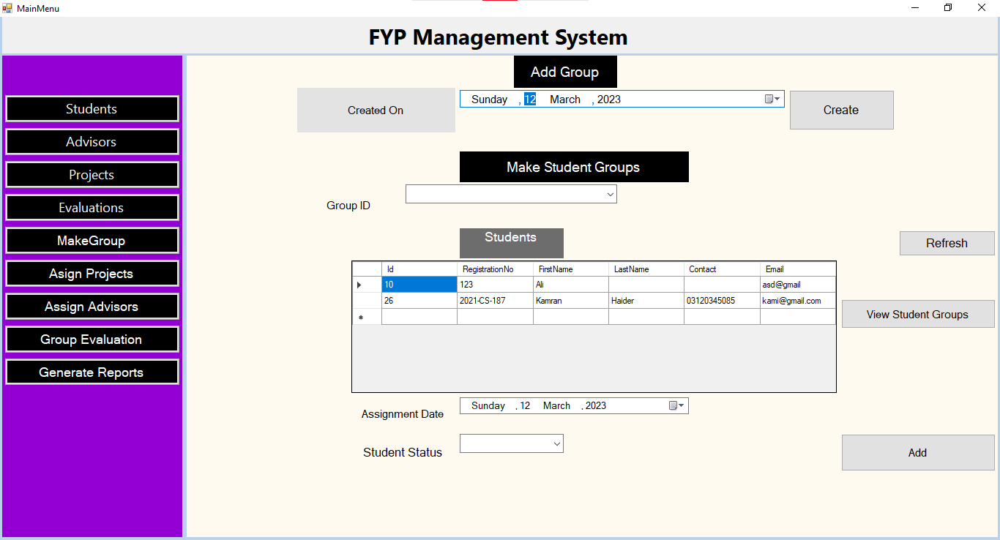 MainMenu
FYP Management System
Students
Advisors
Projects
Evaluations
MakeGroup
Asign Projects
Assign Advisors
Group Evaluation
Generate Reports
Add Group
Created On
Sunday , 12 March , 2023
Create
Make Student Groups
Group ID
Students
Refresh
Id RegistrationNo FirstName LastName Contact Email
10 123 Ali asd@gmail
26 2021-CS-187 Kamran Haider 03120345085 kami@gmail.com
View Student Groups
Assignment Date
Sunday , 12 March , 2023
Student Status
Add